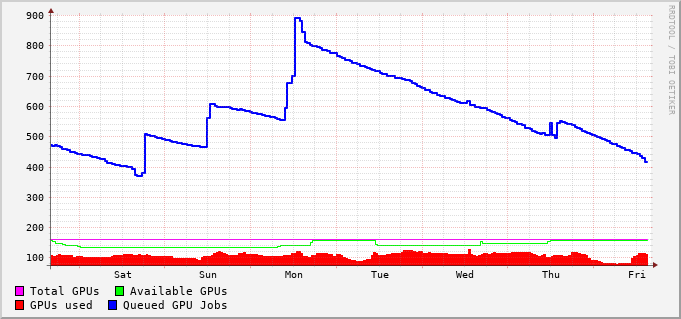 900
800
700
600
500
400
300
200
100
Sat Sun Mon Tue Wed Thu Fri
Total GPUs Available GPUs
GPUs used Queued GPU Jobs
RRDTOOL / TOBI OETIKER